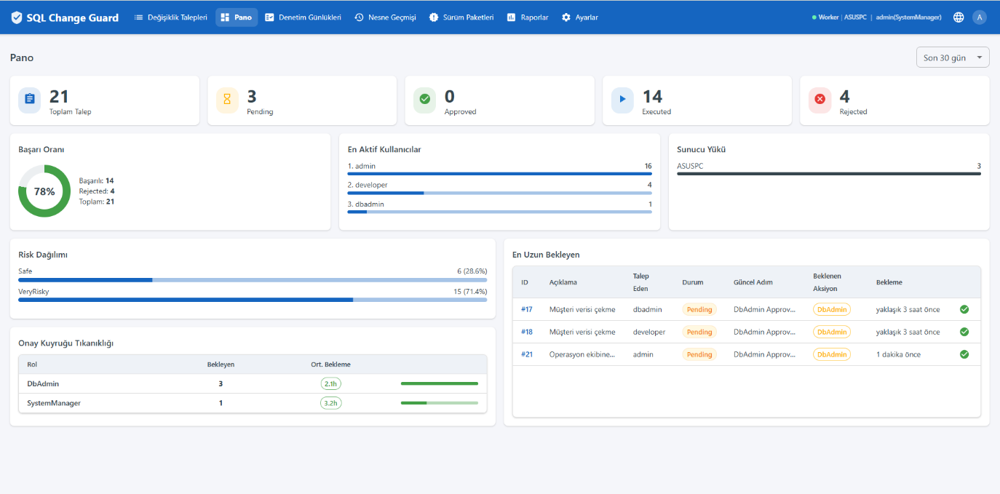 SQL Change Guard
Değişiklik Talepleri
Pano
Denetim Günlükleri
Nesne Geçmişi
Sürüm Paketleri
Raporlar
Ayarlar
Worker | ASUSPC | admin(SystemManager)
A
Pano
Son 30 gün
21
Toplam Talep
3
Pending
0
Approved
14
Executed
4
Rejected
Başarı Oranı
78%
Başarılı: 14
Rejected: 4
Toplam: 21
En Aktif Kullanıcılar
1. admin 16
2. developer 4
3. dbadmin 1
Sunucu Yükü
ASUSPC 3
Risk Dağılımı
Safe 6 (28.6%)
VeryRisky 15 (71.4%)
Onay Kuyruğu Tıkanıklığı
Rol Bekleyen Ort. Bekleme
DbAdmin 3 2.1h
SystemManager 1 3.2h
En Uzun Bekleyen
ID Açıklama Talep Eden Durum Güncel Adım Beklenen Aksiyon Bekleme
#17 Müşteri verisi çekme dbadmin Pending DbAdmin Approv... DbAdmin yaklaşık 3 saat önce
#18 Müşteri verisi çekme developer Pending DbAdmin Approv... DbAdmin yaklaşık 3 saat önce
#21 Operasyon ekibine... admin Pending DbAdmin Approv... DbAdmin 1 dakika önce